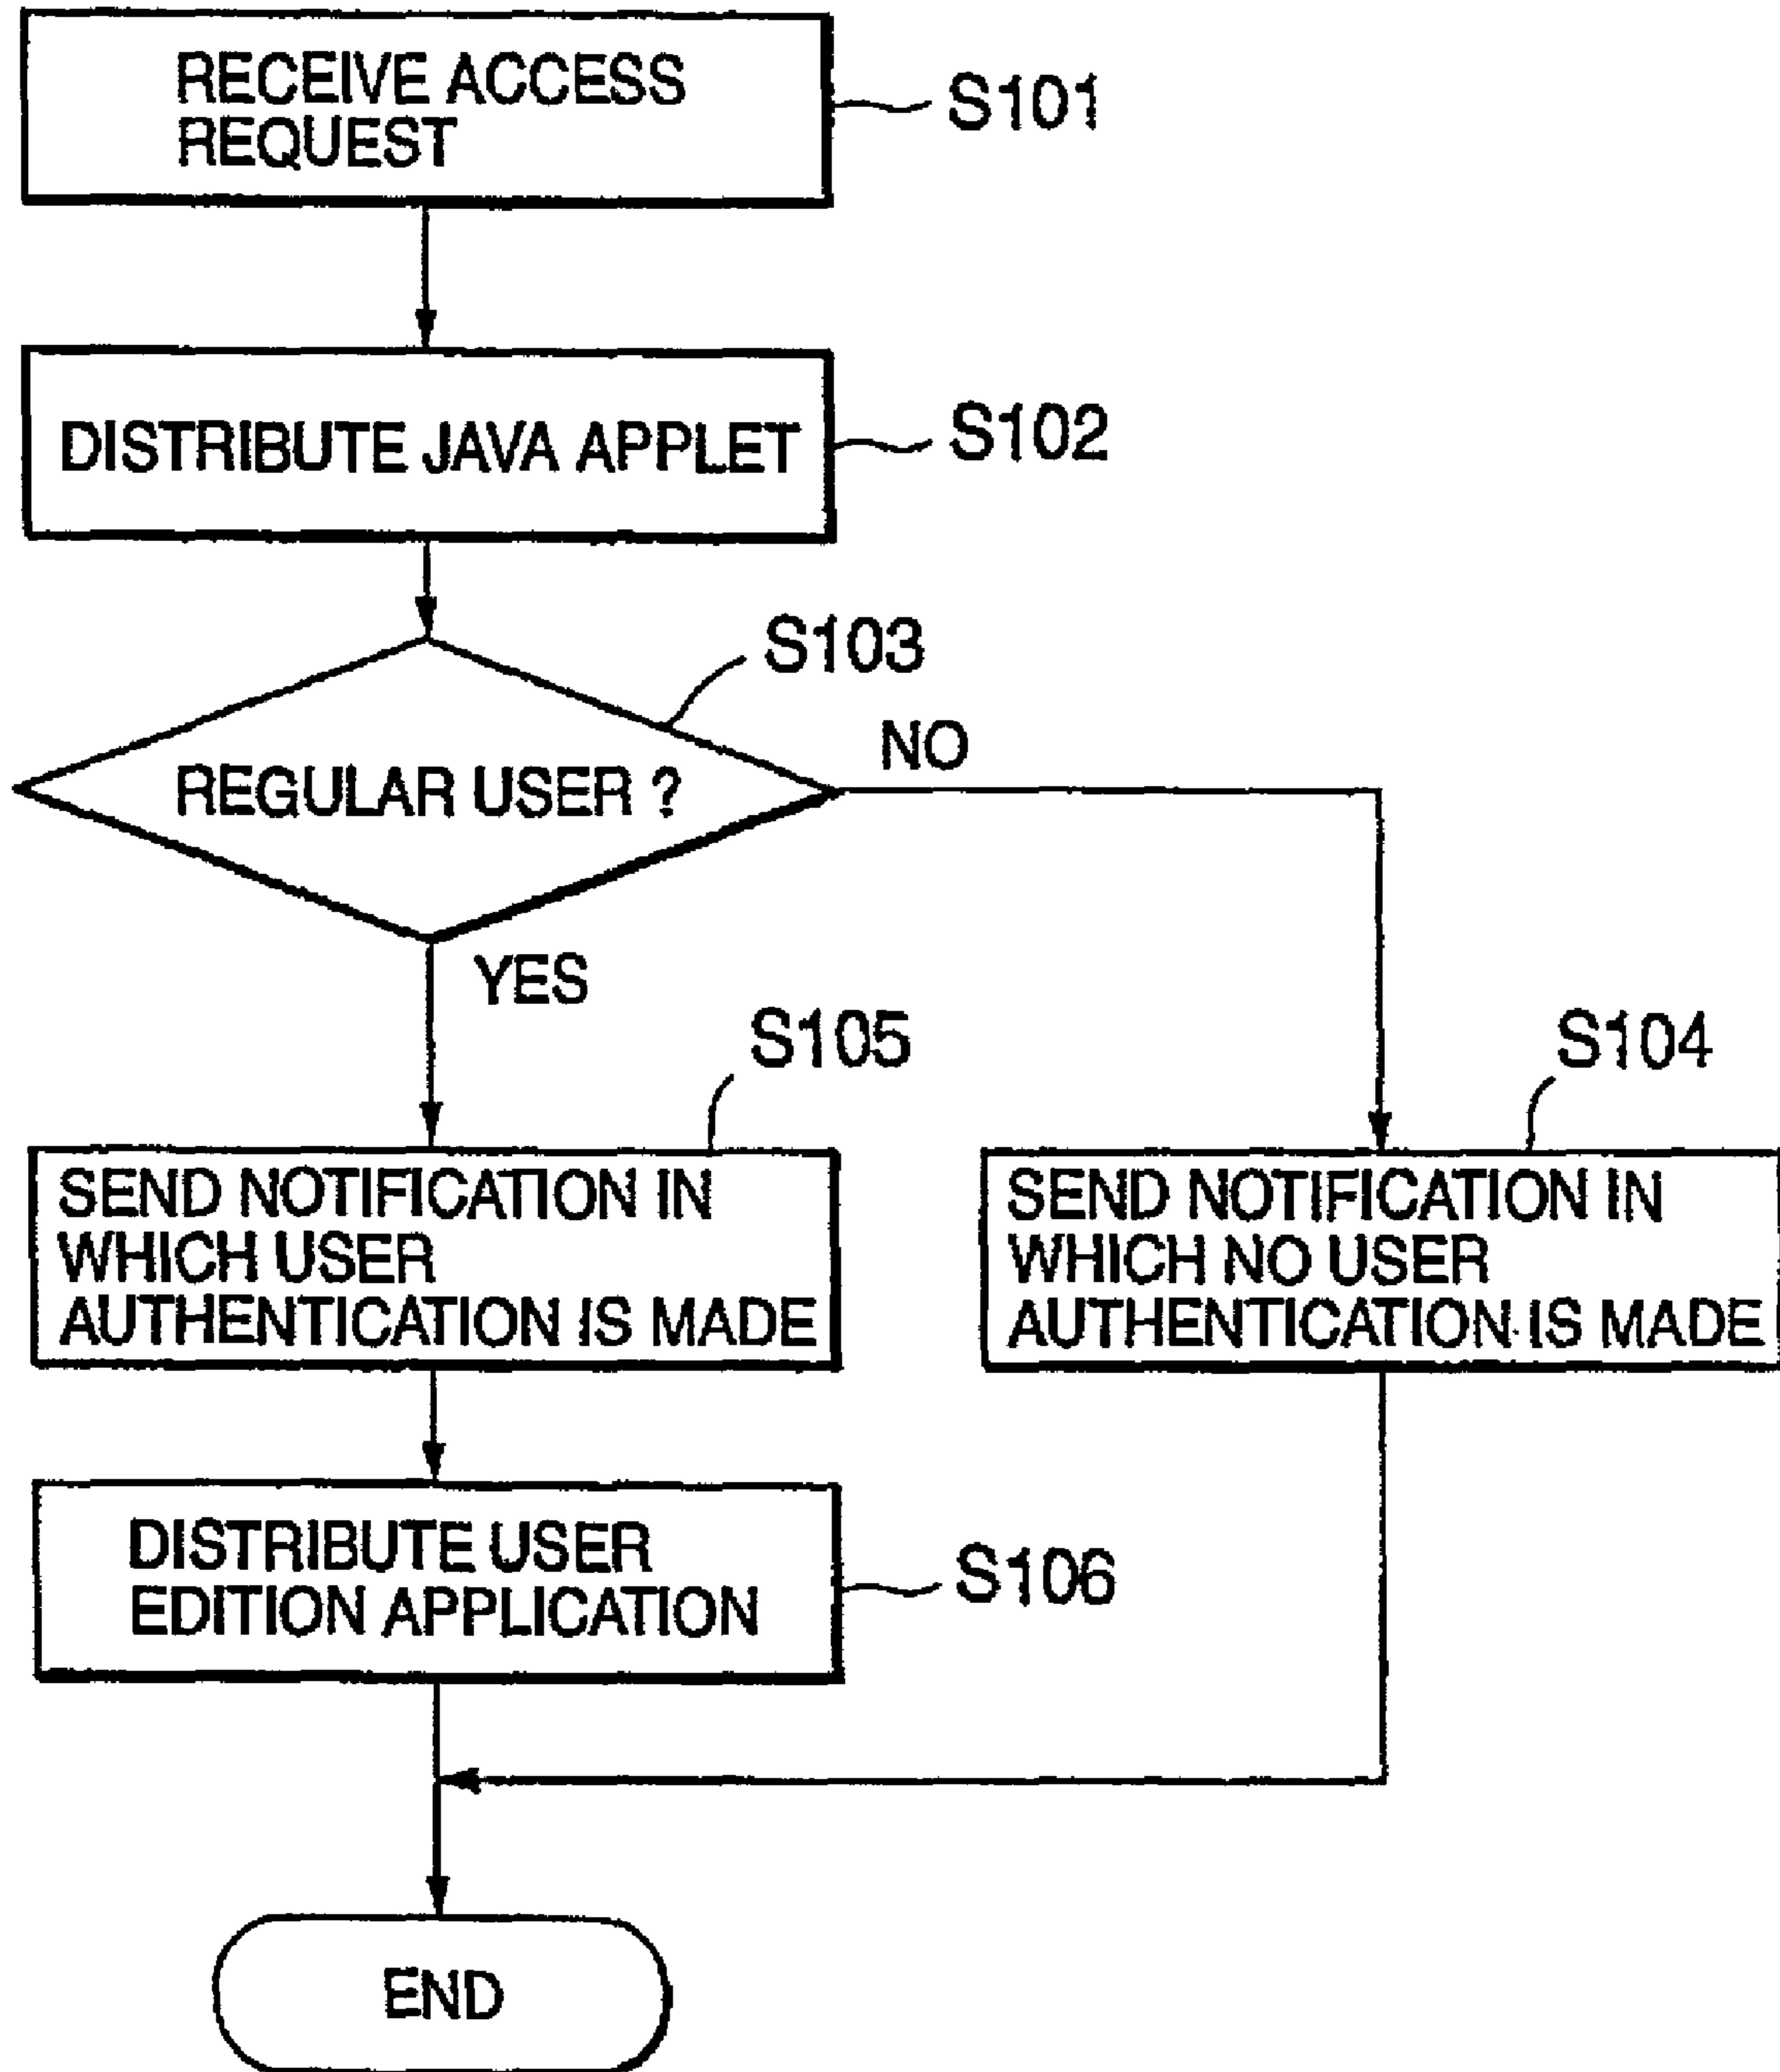 RECEIVE ACCESS
REQUEST
S101
DISTRIBUTE JAVA APPLET
S102
S103
REGULAR USER ?
NO
YES
S105
S104
SEND NOTIFICATION IN
WHICH USER
AUTHENTICATION IS MADE
SEND NOTIFICATION IN
WHICH NO USER
AUTHENTICATION IS MADE
DISTRIBUTE USER
EDITION APPLICATION
S106
END